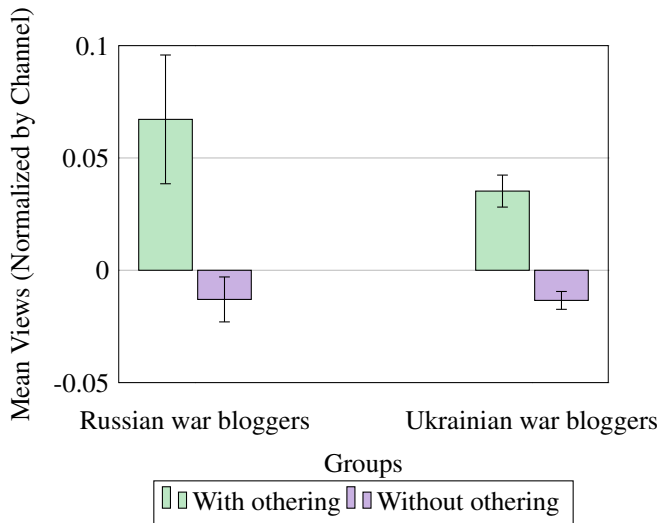 Mean Views (Normalized by Channel)
0.1
0.05
0
-0.05
Russian war bloggers
Ukrainian war bloggers
Groups
With othering
Without othering